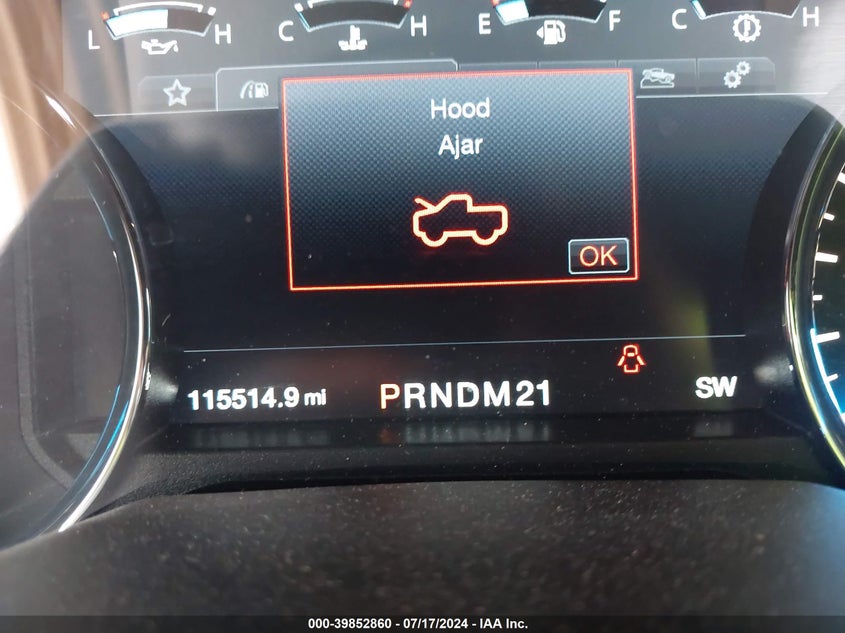 L H C H E F C H
Hood
Ajar
OK
115514.9 mi PRNDM21 SW
000-39852860 - 07/17/2024 - IAA Inc.